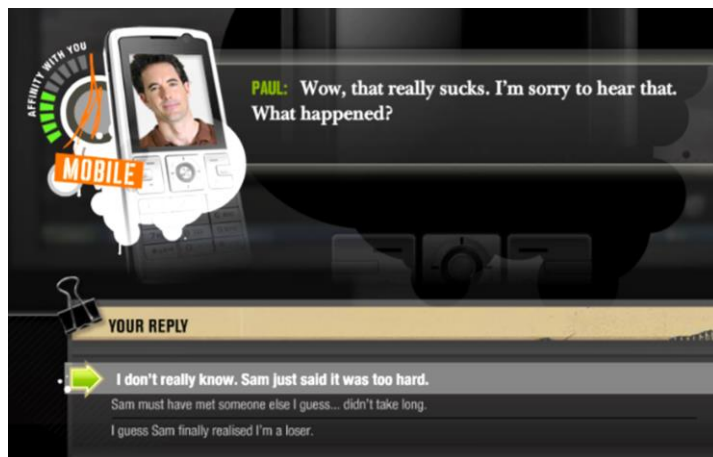 AFFINITY WITH YOU
PAUL: Wow, that really sucks. I'm sorry to hear that.
What happened?
MOBILE
YOUR REPLY
I don't really know. Sam just said it was too hard.
Sam must have met someone else I guess... didn't take long.
I guess Sam finally realised I'm a loser.